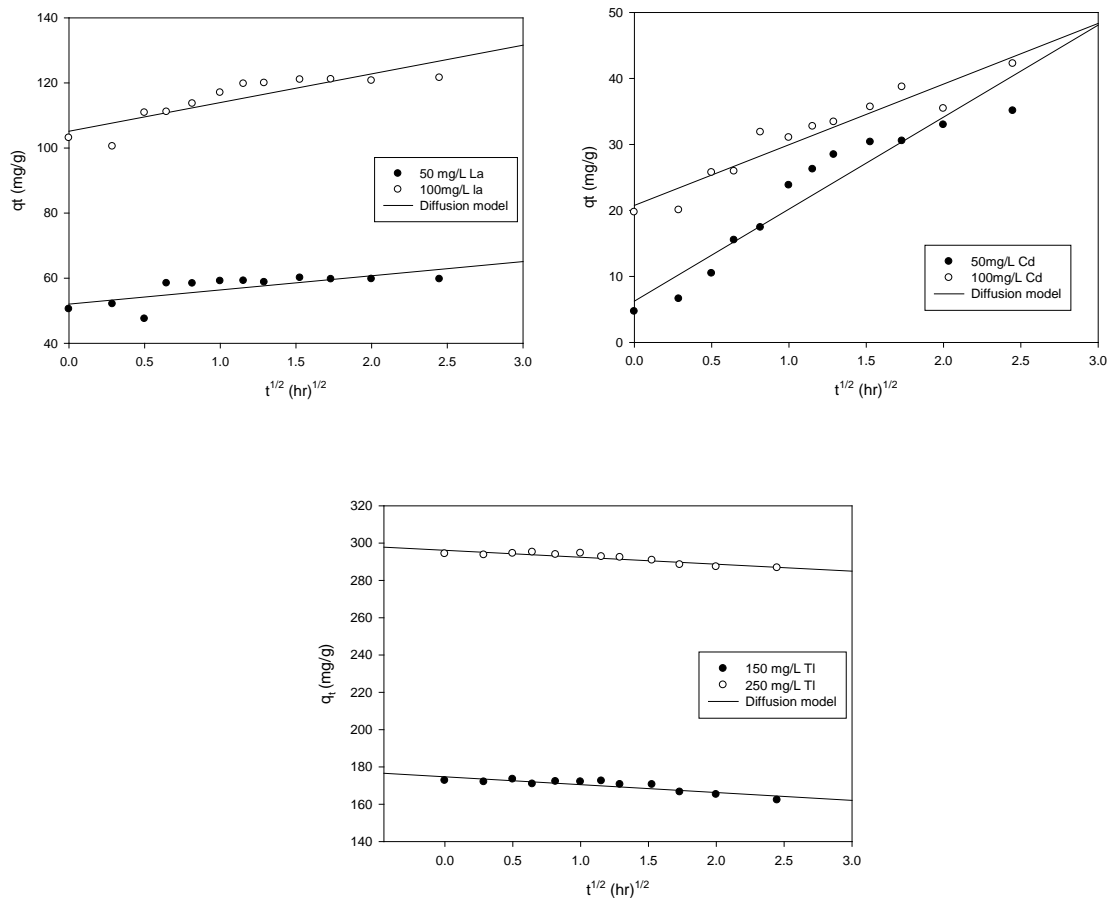 140
120
100
80
60
40
qt (mg/g)
0.0 0.5 1.0 1.5 2.0 2.5 3.0
t^{1/2} (hr)^{1/2}
50 mg/L La
100mg/L la
Diffusion model
50
40
30
20
10
0
qt (mg/g)
0.0 0.5 1.0 1.5 2.0 2.5 3.0
t^{1/2} (hr)^{1/2}
50mg/L Cd
100mg/L Cd
Diffusion model
320
300
280
260
240
220
200
180
160
140
q_t (mg/g)
0.0 0.5 1.0 1.5 2.0 2.5 3.0
t^{1/2} (hr)^{1/2}
150 mg/L Tl
250 mg/L Tl
Diffusion model